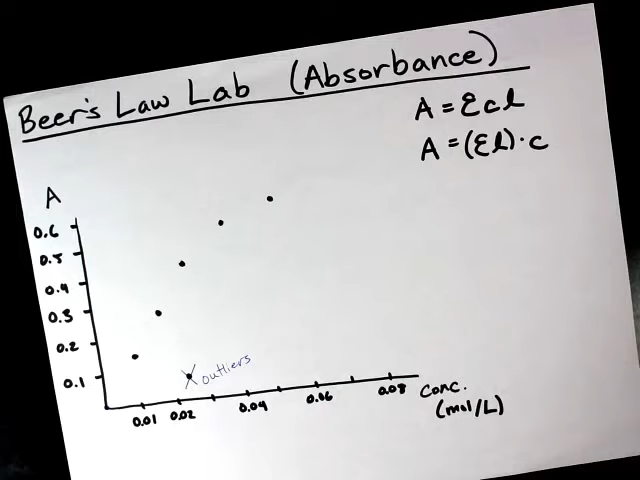 Beer's Law Lab (Absorbance)
A = εcl
A = (εl)·c
A
0.6
0.5
0.4
0.3
0.2
0.1
outliers
0.01 0.02 0.04 0.06 0.08
Conc.
(mol/L)